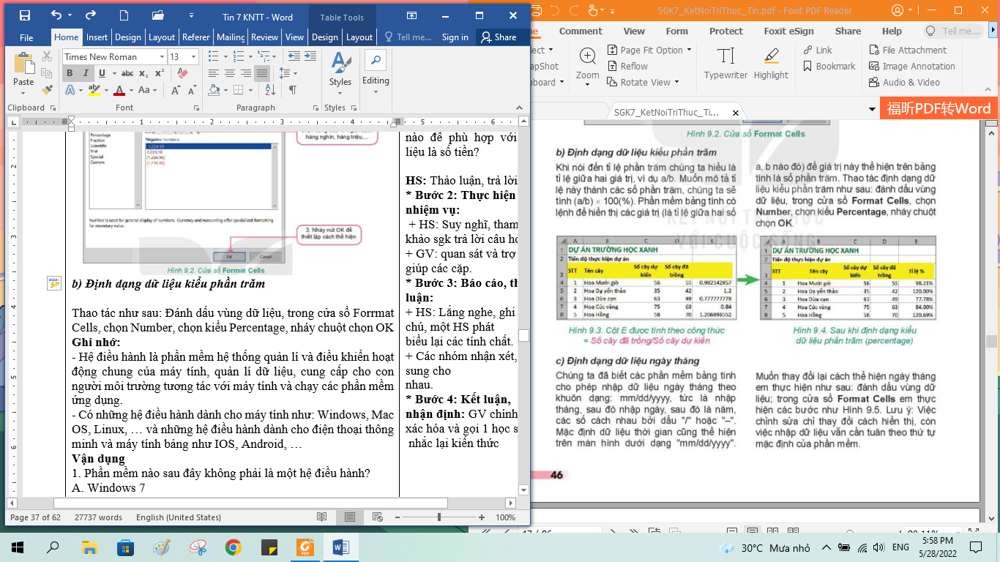 Tin 7 KNTT - Word
Table Tools
File Home Insert Design Layout Referer Mailing Review View Design Layout Tell me... Sign in Share
Times New Roman 13
Paste
B I U abc x₂ x² A
A A Aa A A
Styles
Editing
Clipboard Font Paragraph Styles
1 2 3 4 5 6
Percentage
Fraction
Scientific
Text
Special
Custom
Negative numbers:
-1,234.10
1,234.10
(1,234.10)
(1,234.10)
hàng nghìn, hàng triệu,...
Number is used for general display of numbers. Currency and Accounting offer specialized formatting
for monetary value.
3. Nháy nút OK để
thiết lập cách thể hiện
OK Cancel
Hình 9.2. Cửa sổ Format Cells
b) Định dạng dữ liệu kiểu phần trăm
Thao tác như sau: Đánh dấu vùng dữ liệu, trong cửa sổ Forrmat
Cells, chọn Number, chọn kiểu Percentage, nháy chuột chọn OK
Ghi nhớ:
- Hệ điều hành là phần mềm hệ thống quản lí và điều khiển hoạt
động chung của máy tính, quản lí dữ liệu, cung cấp cho con
người môi trường tương tác với máy tính và chạy các phần mềm
ứng dụng.
- Có những hệ điều hành dành cho máy tính như: Windows, Mac
OS, Linux, … và những hệ điều hành dành cho điện thoại thông
minh và máy tính bảng như IOS, Android, …
Vận dụng
1. Phần mềm nào sau đây không phải là một hệ điều hành?
A. Windows 7
nào để phù hợp với
liệu là số tiền?
HS: Thảo luận, trả lời
* Bước 2: Thực hiện
nhiệm vụ:
+ HS: Suy nghĩ, tham
khảo sgk trả lời câu hỏ
+ GV: quan sát và trợ
giúp các cặp.
* Bước 3: Báo cáo, th
luận:
+ HS: Lắng nghe, ghi
chú, một HS phát
biểu lại các tính chất.
+ Các nhóm nhận xét,
sung cho
nhau.
* Bước 4: Kết luận,
nhận định: GV chính
xác hóa và gọi 1 học s
nhắc lại kiến thức
Page 37 of 62 27737 words English (United States) 100%
SGK7_KetNoiTriThuc_Tin.pdf - Foxit PDF Reader
Comment View Form Protect Foxit eSign Share Help Tell me...
Zoom
Page Fit Option
Reflow
Rotate View
Typewriter Highlight
Link
Bookmark
File Attachment
Image Annotation
Audio & Video
SGK7_KetNoiTriThuc_Ti...
福昕PDF转Word
Hình 9.2. Cửa sổ Format Cells
b) Định dạng dữ liệu kiểu phần trăm
Khi nói đến tỉ lệ phần trăm chúng ta hiểu là
tỉ lệ giữa hai giá trị, ví dụ a/b. Muốn mô tả tỉ
lệ này thành các số phần trăm, chúng ta sẽ
tính (a/b) × 100(%). Phần mềm bảng tính có
lệnh để hiển thị các giá trị (là tỉ lệ giữa hai số
a, b nào đó) để giá trị này thể hiện trên bảng
tính là số phần trăm. Thao tác định dạng dữ
liệu kiểu phần trăm như sau: đánh dấu vùng
dữ liệu, trong cửa sổ Format Cells, chọn
Number, chọn kiểu Percentage, nháy chuột
chọn OK.
KẾT NỐI TRI THỨC
VỚI CUỘC SỐNG
A B C D E
1 DỰ ÁN TRƯỜNG HỌC XANH
2 Tiến độ thực hiện dự án
3 STT Tên cây Số cây dự kiến Số cây đã trồng
4 1 Hoa Mười giờ 56 55 0.982142857
5 2 Hoa Dạ yến thảo 35 42 1.2
6 3 Hoa Dừa cạn 63 49 0.777777778
7 4 Hoa Cúc vàng 75 63 0.84
8 5 Hoa Hồng 58 70 1.206896552
A B C D E
1 DỰ ÁN TRƯỜNG HỌC XANH
2 Tiến độ thực hiện dự án
3 STT Tên cây Số cây dự kiến Số cây đã trồng Tỉ lệ %
4 1 Hoa Mười giờ 56 55 98.21%
5 2 Hoa Dạ yến thảo 35 42 120.00%
6 3 Hoa Dừa cạn 63 49 77.78%
7 4 Hoa Cúc vàng 75 63 84.00%
8 5 Hoa Hồng 58 70 120.69%
Hình 9.3. Cột E được tính theo công thức
= Số cây đã trồng/Số cây dự kiến
Hình 9.4. Sau khi định dạng kiểu
dữ liệu phần trăm (percentage)
c) Định dạng dữ liệu ngày tháng
Chúng ta đã biết các phần mềm bảng tính
cho phép nhập dữ liệu ngày tháng theo
khuôn dạng: mm/dd/yyyy, tức là nhập
tháng, sau đó nhập ngày, sau đó là năm,
các số cách nhau bởi dấu "/" hoặc "–".
Mặc định dữ liệu thời gian cũng thể hiện
trên màn hình dưới dạng "mm/dd/yyyy".
Muốn thay đổi lại cách thể hiện ngày tháng
em thực hiện như sau: đánh dấu vùng dữ
liệu; trong cửa sổ Format Cells em thực
hiện các bước như Hình 9.5. Lưu ý: Việc
chỉnh sửa chỉ thay đổi cách hiển thị, còn
việc nhập dữ liệu vẫn cần tuân theo thứ tự
mặc định của phần mềm.
46
30°C Mưa nhỏ ENG
5:58 PM
5/28/2022